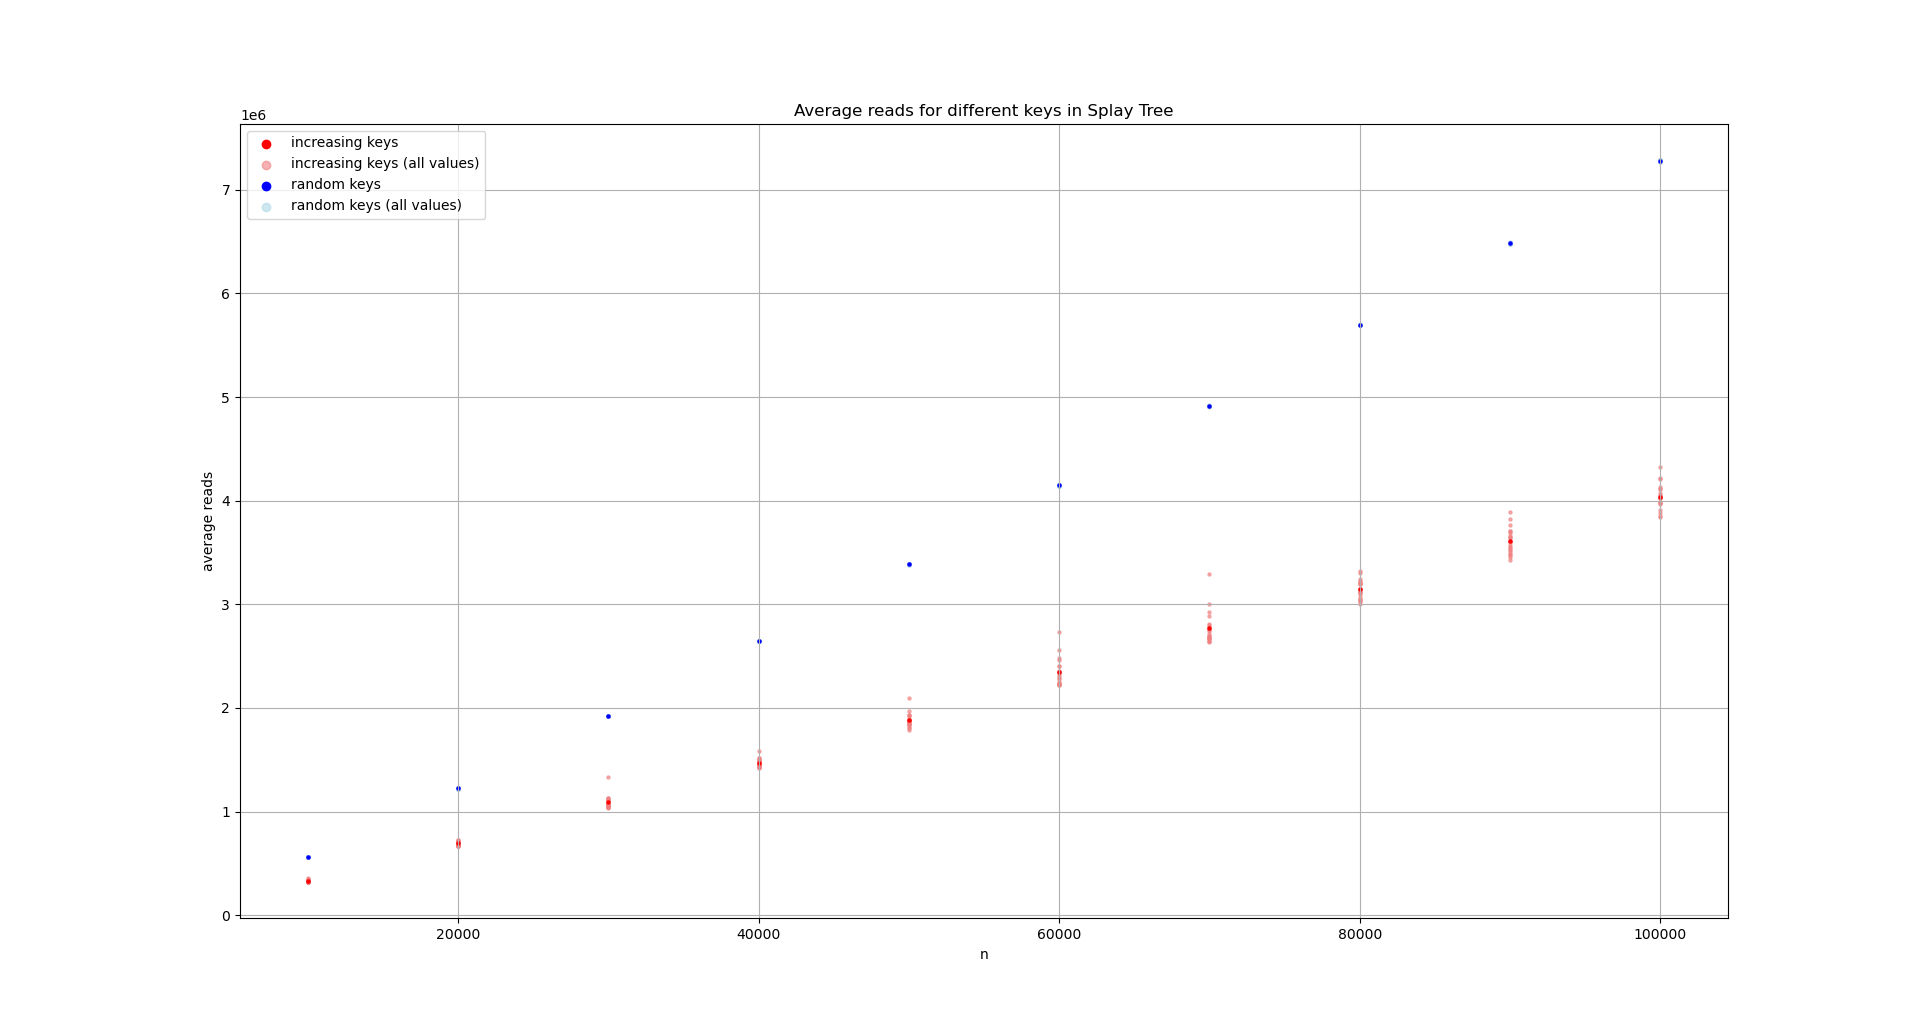 Average reads for different keys in Splay Tree
1e6
increasing keys
increasing keys (all values)
random keys
random keys (all values)
7
6
5
4
3
2
1
0
average reads
20000
40000
60000
80000
100000
n